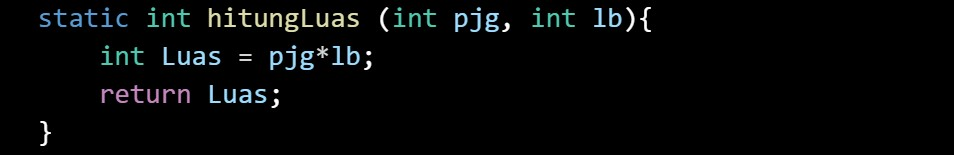 static int hitungLuas (int pjg, int lb){
    int Luas = pjg*lb;
    return Luas;
}